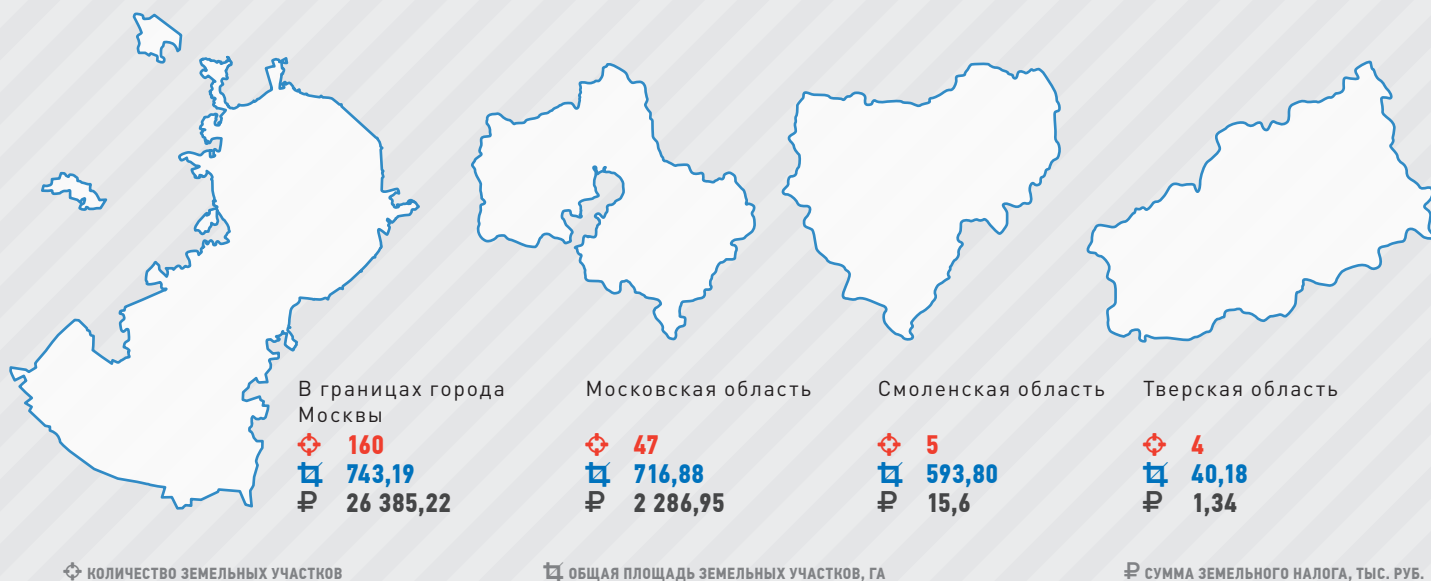 В границах города
Москвы
160
743,19
₽ 26 385,22
Московская область
47
716,88
₽ 2 286,95
Смоленская область
5
593,80
₽ 15,6
Тверская область
4
40,18
₽ 1,34
КОЛИЧЕСТВО ЗЕМЕЛЬНЫХ УЧАСТКОВ
ОБЩАЯ ПЛОЩАДЬ ЗЕМЕЛЬНЫХ УЧАСТКОВ, ГА
₽ СУММА ЗЕМЕЛЬНОГО НАЛОГА, ТЫС. РУБ.